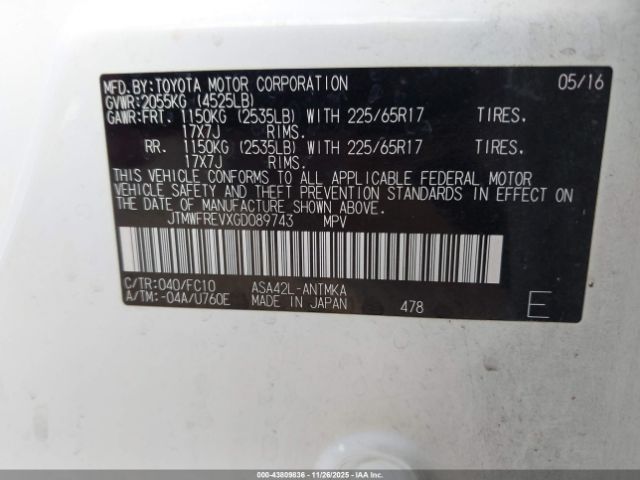 MFD.BY:TOYOTA MOTOR CORPORATION 05/16
GVWR:2055KG (4525LB)
GAWR:FRT. 1150KG (2535LB) WITH 225/65R17 TIRES.
17X7J RIMS.
RR. 1150KG (2535LB) WITH 225/65R17 TIRES.
17X7J RIMS.
THIS VEHICLE CONFORMS TO ALL APPLICABLE FEDERAL MOTOR
VEHICLE SAFETY AND THEFT PREVENTION STANDARDS IN EFFECT ON
THE DATE OF MANUFACTURE SHOWN ABOVE.
JTMWFREVXGD089743 MPV
C/TR:040/FC10 ASA42L-ANTMKA
A/TM:-04A/U760E MADE IN JAPAN 478 E
000-43809836 - 11/26/2025 - IAA Inc.